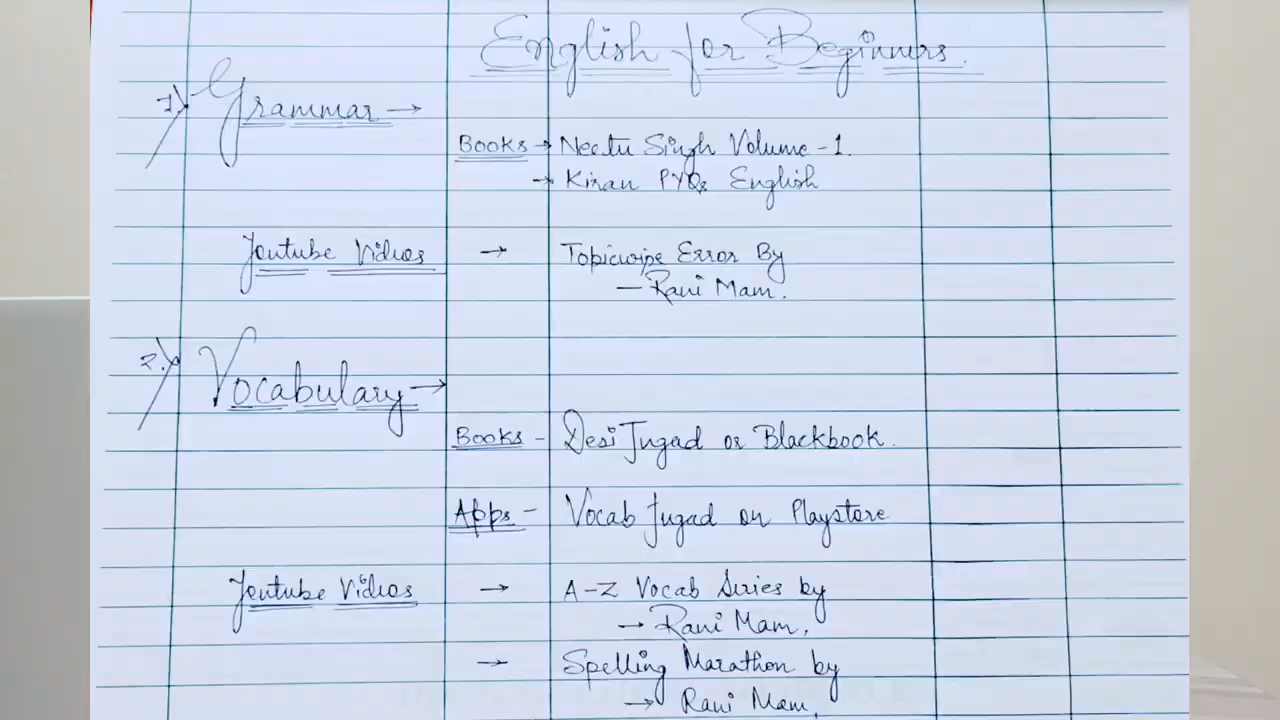 English for Beginners.
1) Grammar →
Books → Neetu Singh Volume -1.
→ Kiran PYQs English
Youtube Videos → Topicwise Error By
— Rani Mam.
2.) Vocabulary →
Books - Desi Jugad or Blackbook.
Apps - Vocab Jugad on Playstore
Youtube Videos → A-Z Vocab Series by
→ Rani Mam.
→ Spelling Marathon by
→ Rani Mam.